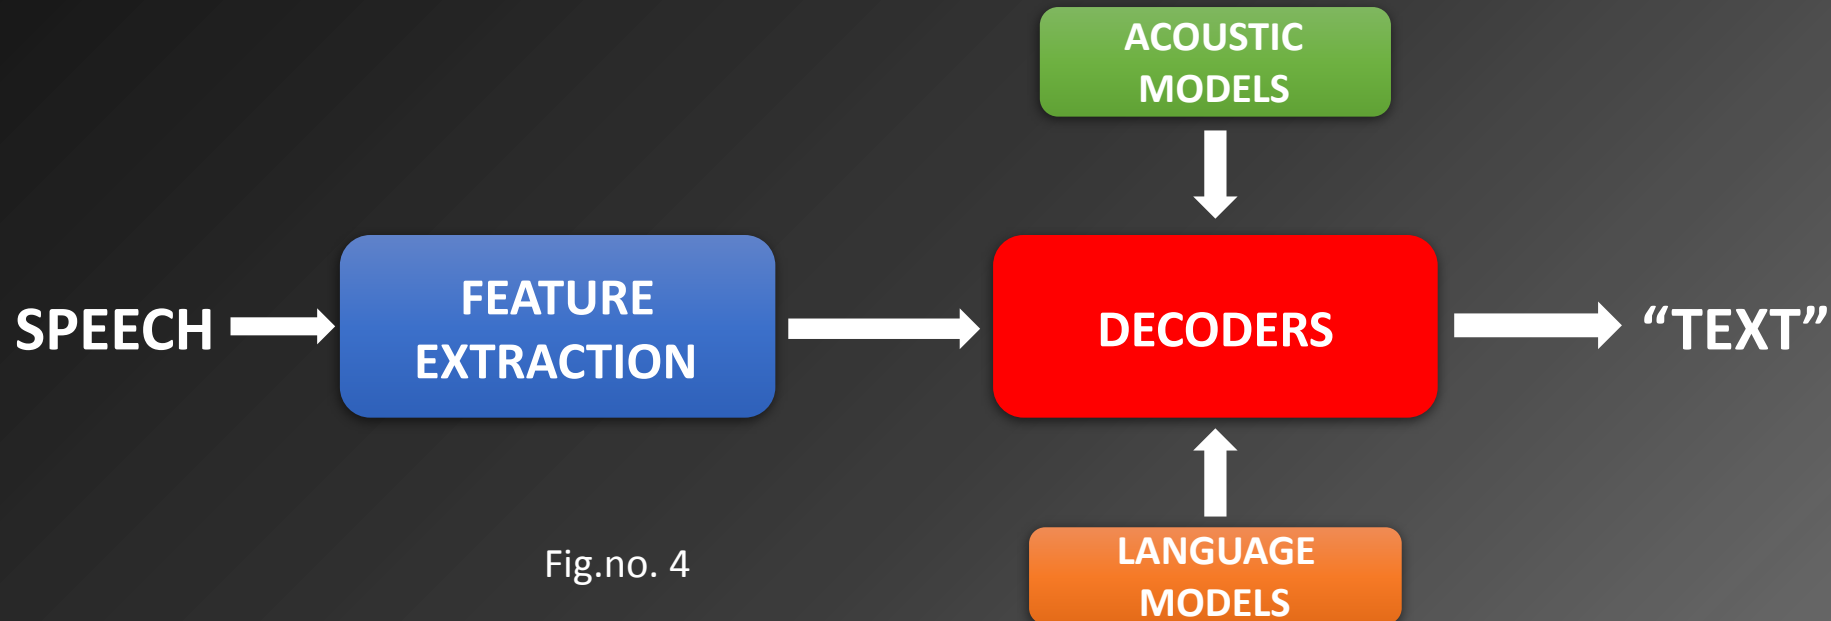 ACOUSTIC
MODELS
SPEECH
FEATURE
EXTRACTION
DECODERS
“TEXT”
Fig.no. 4
LANGUAGE
MODELS